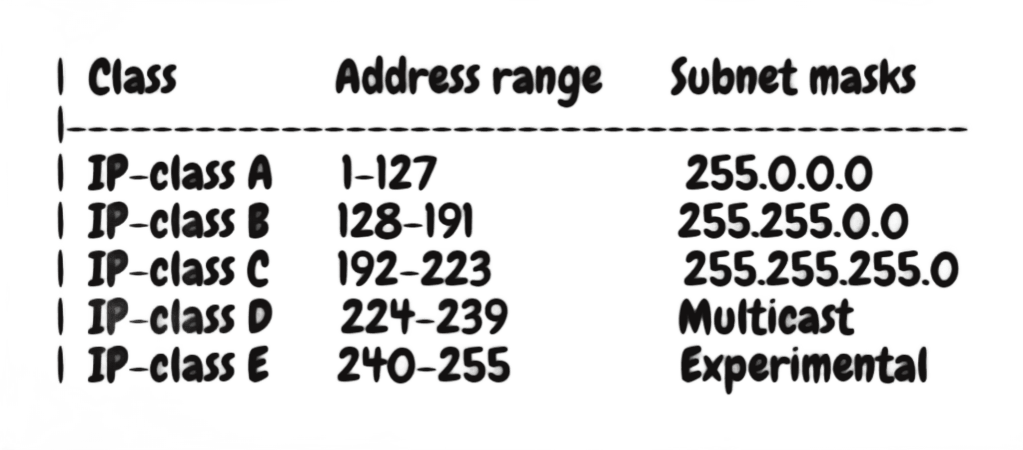 | Class Address range Subnet masks
|------------------------------------------
| IP-class A 1-127 255.0.0.0
| IP-class B 128-191 255.255.0.0
| IP-class C 192-223 255.255.255.0
| IP-class D 224-239 Multicast
| IP-class E 240-255 Experimental